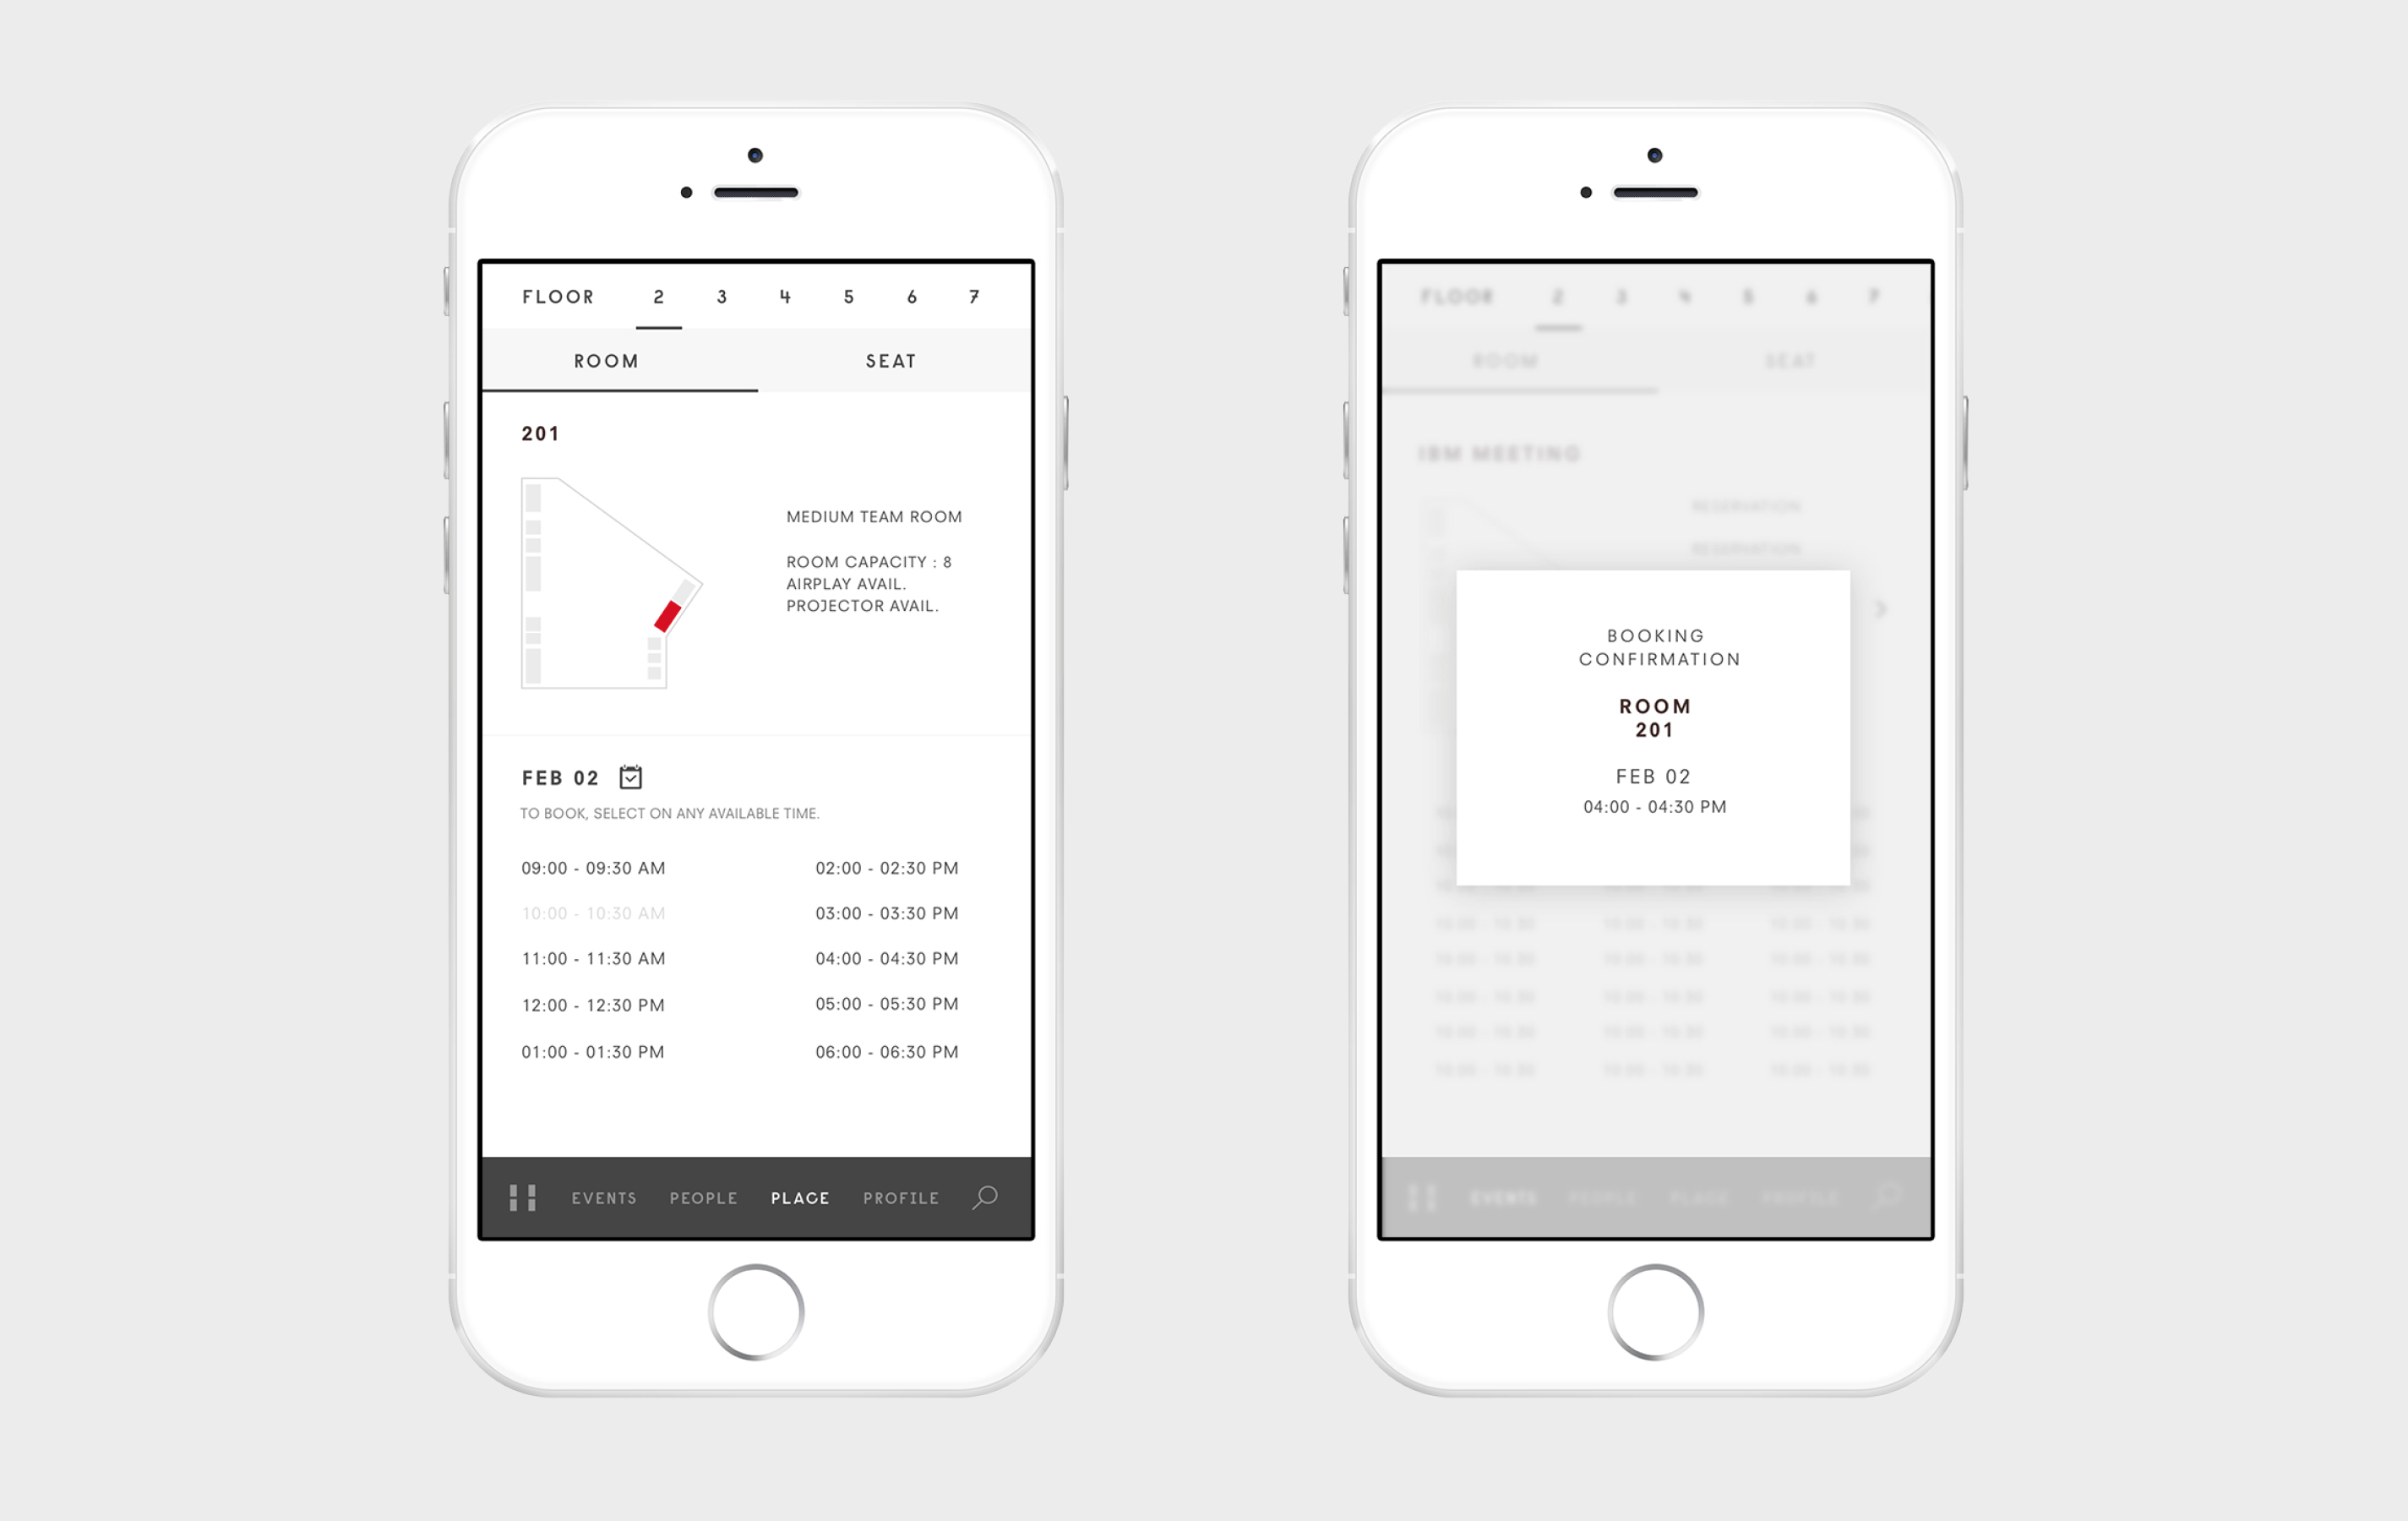 FLOOR 2 3 4 5 6 7
ROOM SEAT
201
MEDIUM TEAM ROOM
ROOM CAPACITY : 8
AIRPLAY AVAIL.
PROJECTOR AVAIL.
FEB 02
TO BOOK, SELECT ON ANY AVAILABLE TIME.
09:00 - 09:30 AM 02:00 - 02:30 PM
10:00 - 10:30 AM 03:00 - 03:30 PM
11:00 - 11:30 AM 04:00 - 04:30 PM
12:00 - 12:30 PM 05:00 - 05:30 PM
01:00 - 01:30 PM 06:00 - 06:30 PM
EVENTS PEOPLE PLACE PROFILE
FLOOR 2 3 4 5 6 7
ROOM SEAT
IBM MEETING
RESERVATION
RESERVATION
BOOKING
CONFIRMATION
ROOM
201
FEB 02
04:00 - 04:30 PM
EVENTS PEOPLE PLACE PROFILE